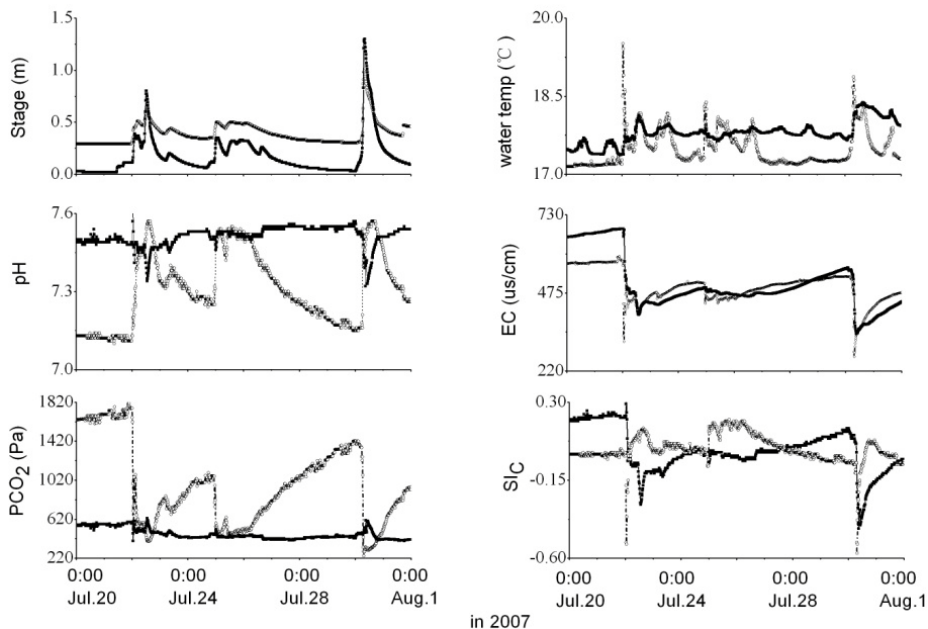 1.5
1.0
0.5
0.0
Stage (m)
20.0
18.5
17.0
water temp (℃)
7.6
7.3
7.0
pH
730
475
220
EC (us/cm)
1820
1420
1020
620
220
PCO2 (Pa)
0.30
-0.15
-0.60
SIC
0:00 0:00 0:00 0:00
Jul.20 Jul.24 Jul.28 Aug.1
0:00 0:00 0:00 0:00
Jul.20 Jul.24 Jul.28 Aug.1
in 2007